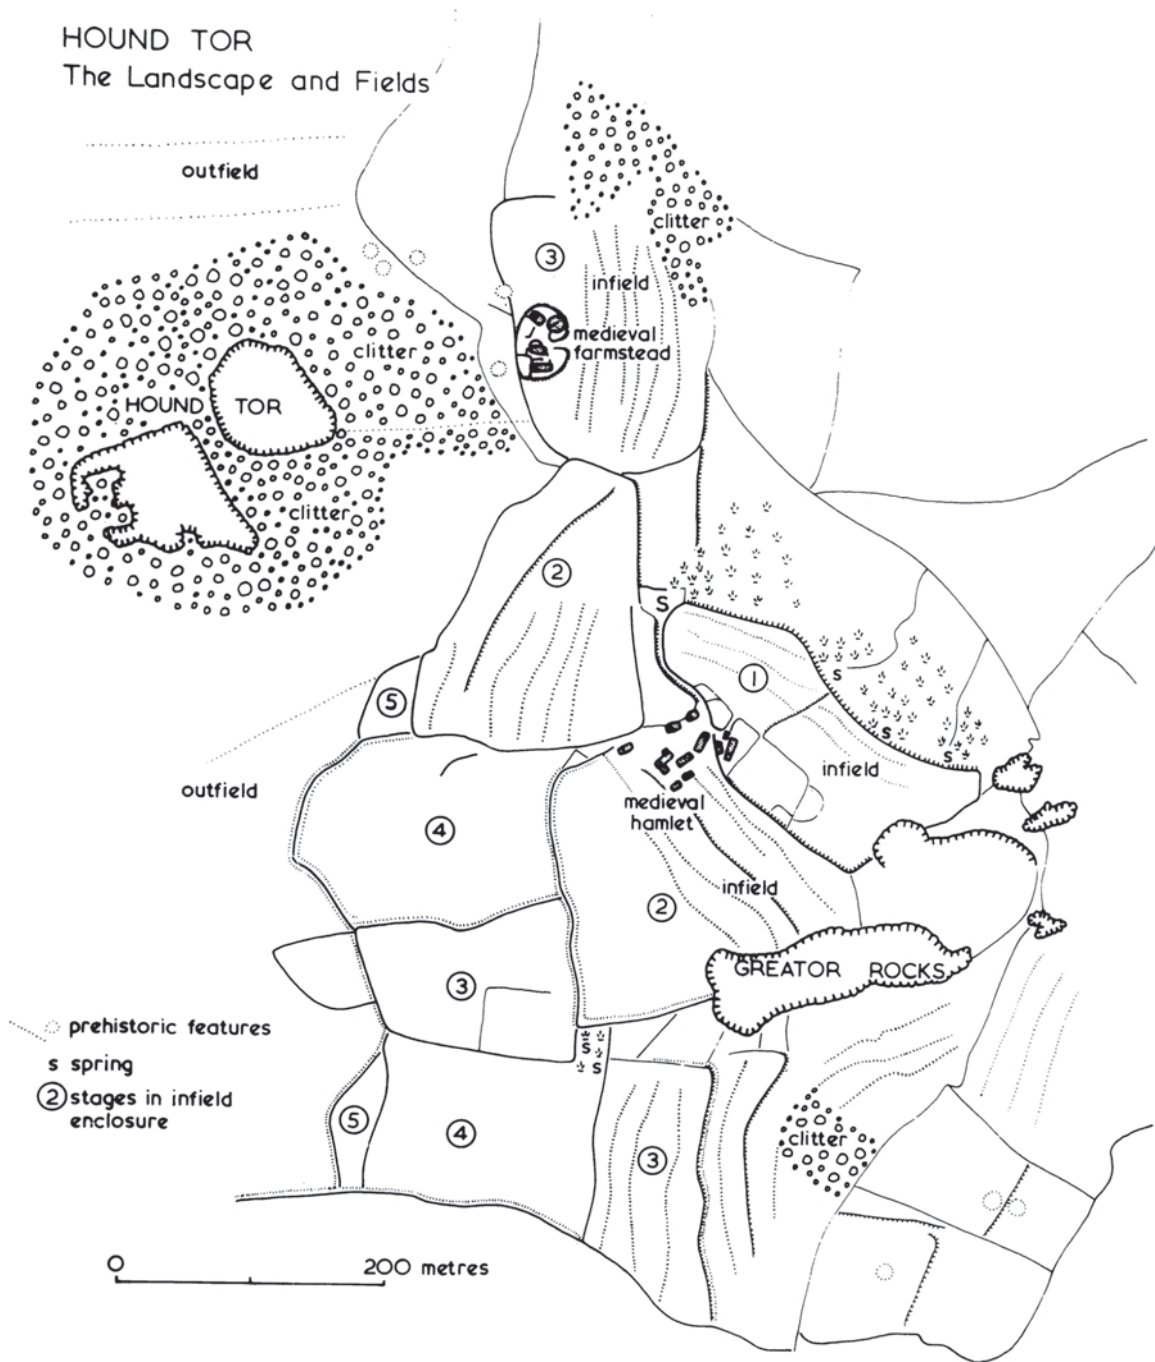 HOUND TOR
The Landscape and Fields
outfield
clitter
3
infield
medieval
farmstead
clitter
HOUND TOR
clitter
2
S
1
S
5
S
infield
S
outfield
medieval
hamlet
4
infield
2
GREATOR ROCKS
3
prehistoric features
S
s spring
S
2 stages in infield
enclosure
5
4
3
clitter
0
200 metres